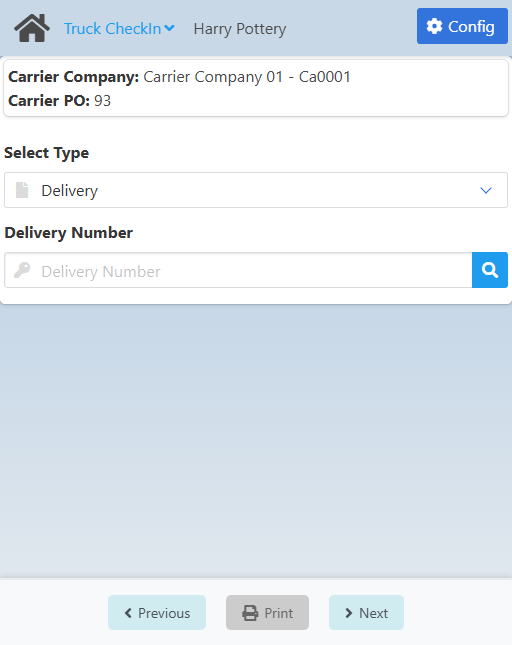 Truck CheckIn Harry Pottery Config
Carrier Company: Carrier Company 01 - Ca0001
Carrier PO: 93
Select Type
Delivery
Delivery Number
Delivery Number
Previous Print Next